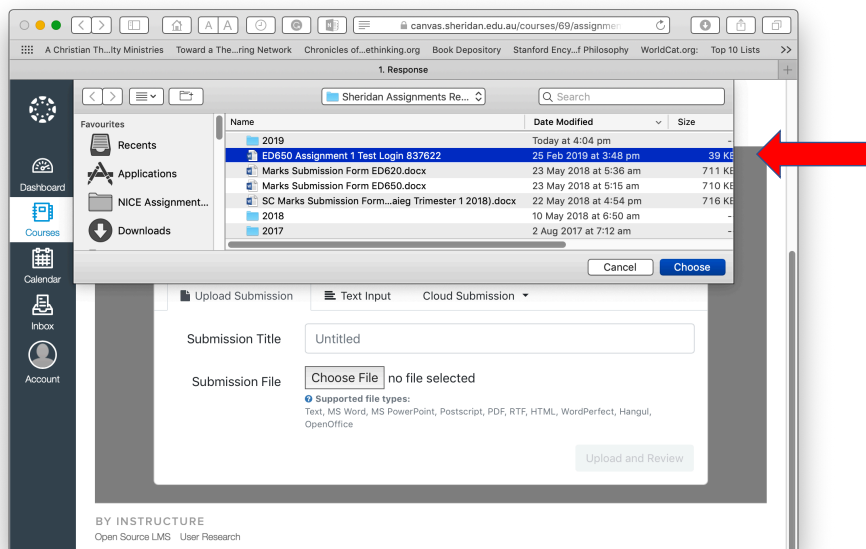 A A
canvas.sheridan.edu.au/courses/69/assignmen
A Christian Th...lty Ministries Toward a The...ring Network Chronicles of...ethinking.org Book Depository Stanford Ency...f Philosophy WorldCat.org: Top 10 Lists >>
1. Response +
Sheridan Assignments Re... Search
Favourites
Recents
Applications
NICE Assignment...
Downloads
Name Date Modified Size
2019 Today at 4:04 pm -
ED650 Assignment 1 Test Login 837622 25 Feb 2019 at 3:48 pm 39 KB
Marks Submission Form ED620.docx 23 May 2018 at 5:36 am 711 KB
Marks Submission Form ED650.docx 23 May 2018 at 5:15 am 710 KB
SC Marks Submission Form...aieg Trimester 1 2018).docx 22 May 2018 at 4:54 pm 716 KB
2018 10 May 2018 at 6:50 am -
2017 2 Aug 2017 at 7:12 am -
Cancel Choose
Dashboard
Courses
Calendar
Inbox
Account
Upload Submission Text Input Cloud Submission
Submission Title Untitled
Submission File Choose File no file selected
Supported file types:
Text, MS Word, MS PowerPoint, Postscript, PDF, RTF, HTML, WordPerfect, Hangul,
OpenOffice
Upload and Review
BY INSTRUCTURE
Open Source LMS User Research